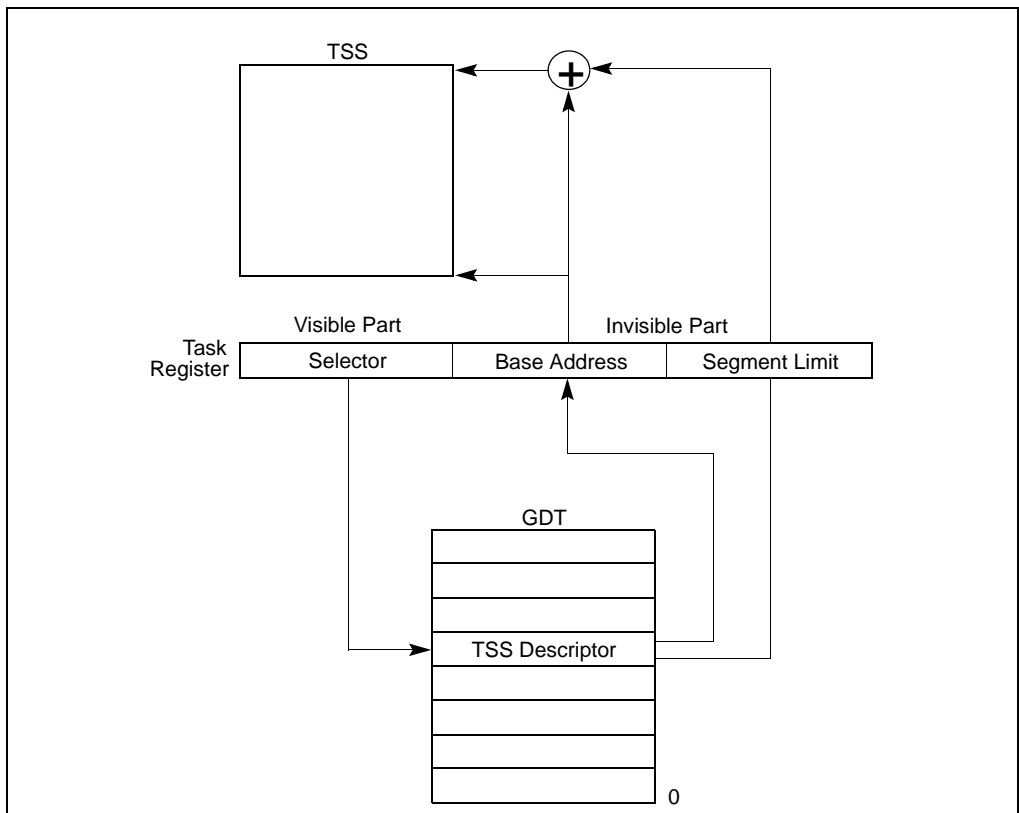 TSS
+
Visible Part
Invisible Part
Task
Register
Selector
Base Address
Segment Limit
GDT
TSS Descriptor
0